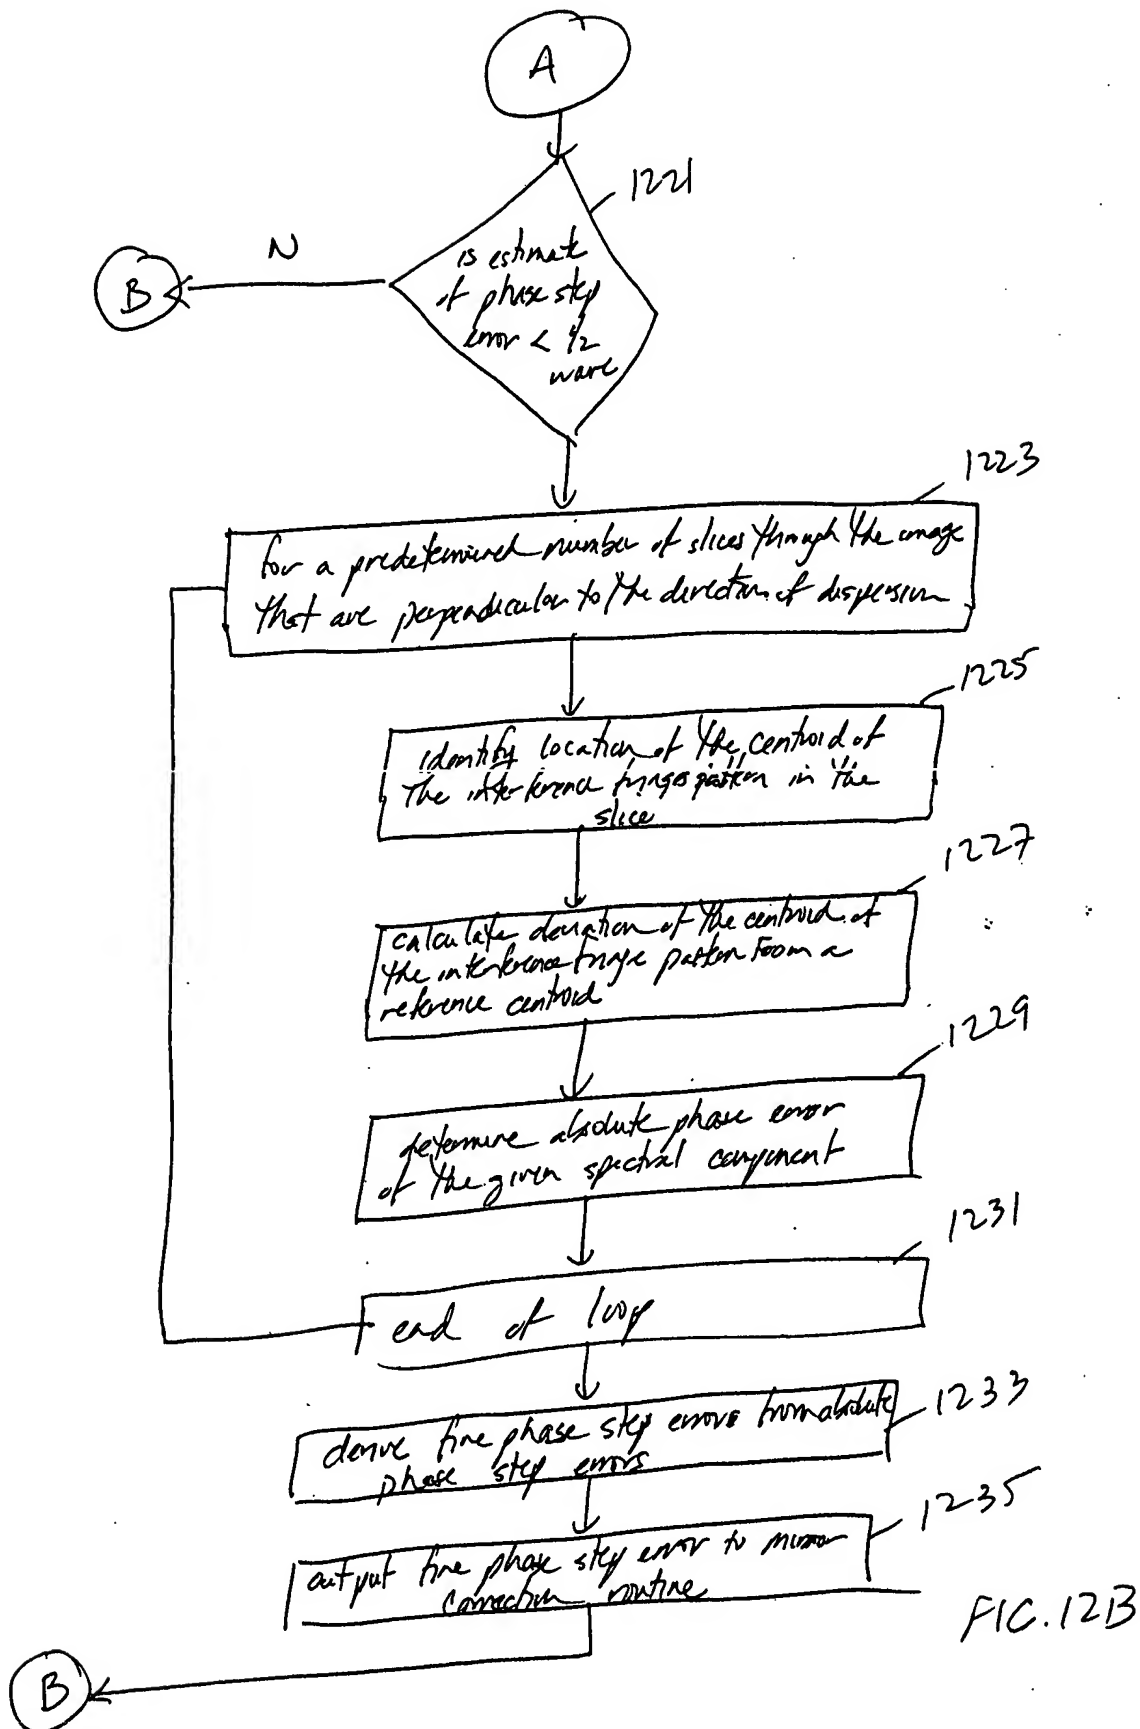 A
1221
N
B
is estimate
of phase step
error < 1/2
wave
1223
for a predetermined number of slices through the image
that are perpendicular to the direction of dispersion
1225
identify location of the centroid of
the interference fringes pattern in the
slice
1227
calculate deviation of the centroid of
the interference fringe pattern from a
reference centroid
1229
determine absolute phase error
of the given spectral component
1231
end of loop
1233
derive fine phase step errors from absolute
phase step errors
1235
output fine phase step error to mirror
correction routine
FIG. 12B
B